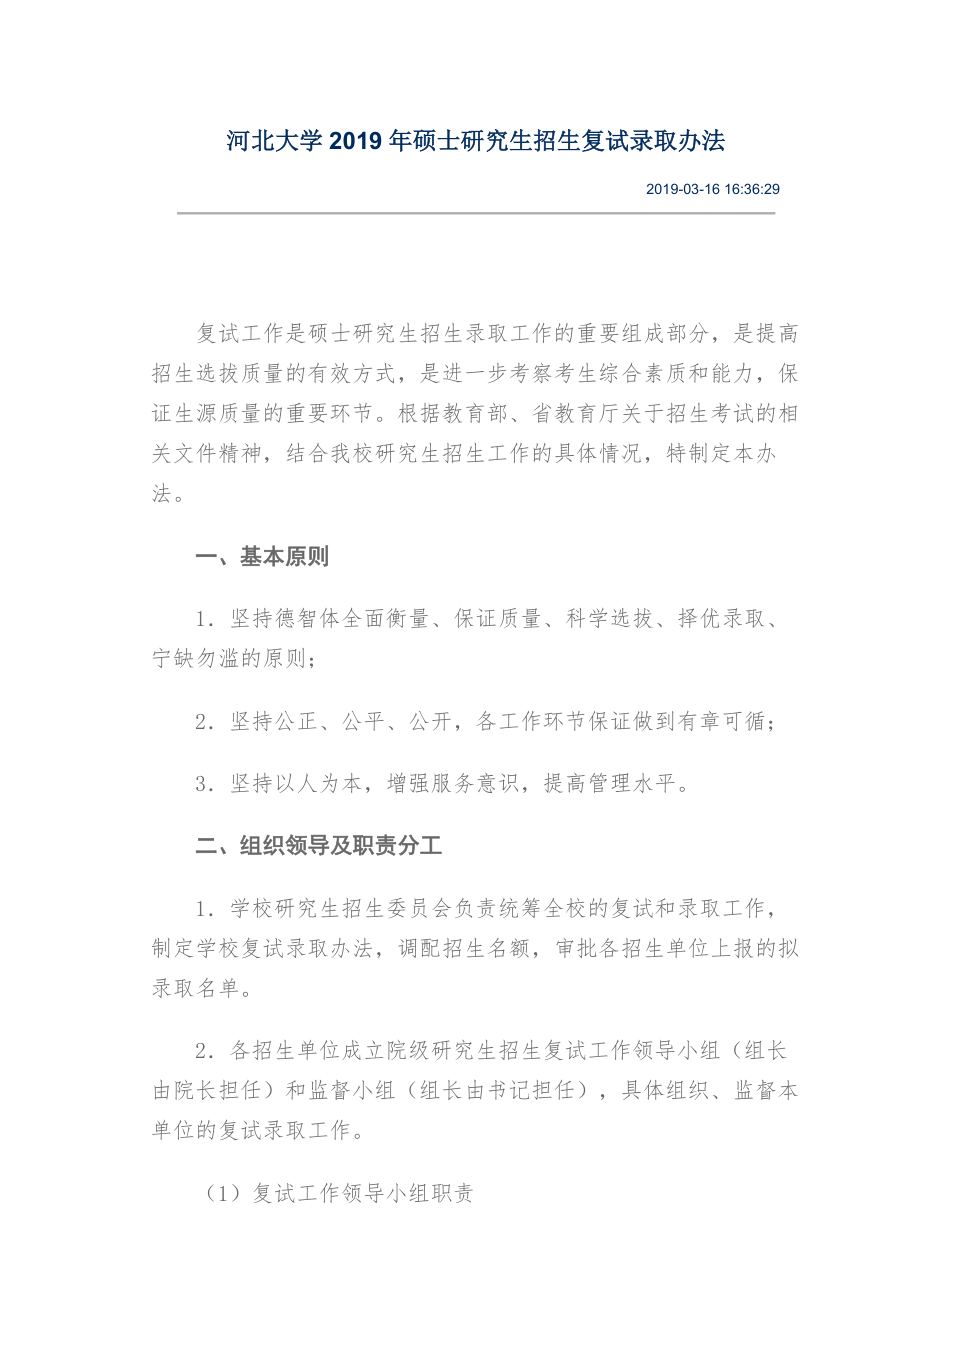 河北大学 2019 年硕士研究生招生复试录取办法
2019-03-16 16:36:29
复试工作是硕士研究生招生录取工作的重要组成部分，是提高
招生选拔质量的有效方式，是进一步考察考生综合素质和能力，保
证生源质量的重要环节。根据教育部、省教育厅关于招生考试的相
关文件精神，结合我校研究生招生工作的具体情况，特制定本办
法。
一、基本原则
1．坚持德智体全面衡量、保证质量、科学选拔、择优录取、
宁缺勿滥的原则；
2．坚持公正、公平、公开，各工作环节保证做到有章可循；
3．坚持以人为本，增强服务意识，提高管理水平。
二、组织领导及职责分工
1．学校研究生招生委员会负责统筹全校的复试和录取工作，
制定学校复试录取办法，调配招生名额，审批各招生单位上报的拟
录取名单。
2．各招生单位成立院级研究生招生复试工作领导小组（组长
由院长担任）和监督小组（组长由书记担任），具体组织、监督本
单位的复试录取工作。
（1）复试工作领导小组职责